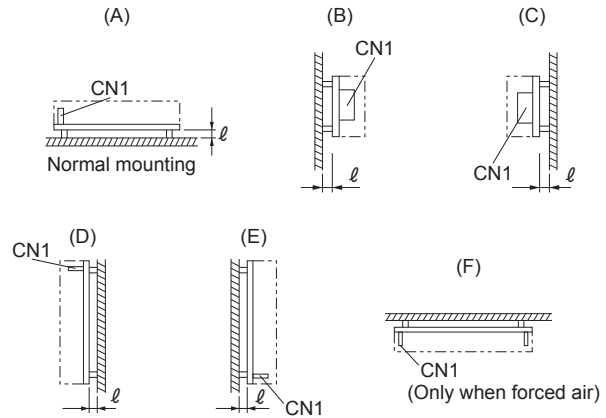 (A)
CN1
ℓ
Normal mounting
(B)
CN1
ℓ
(C)
CN1
ℓ
(D)
CN1
ℓ
(E)
ℓ
CN1
(F)
CN1
(Only when forced air)